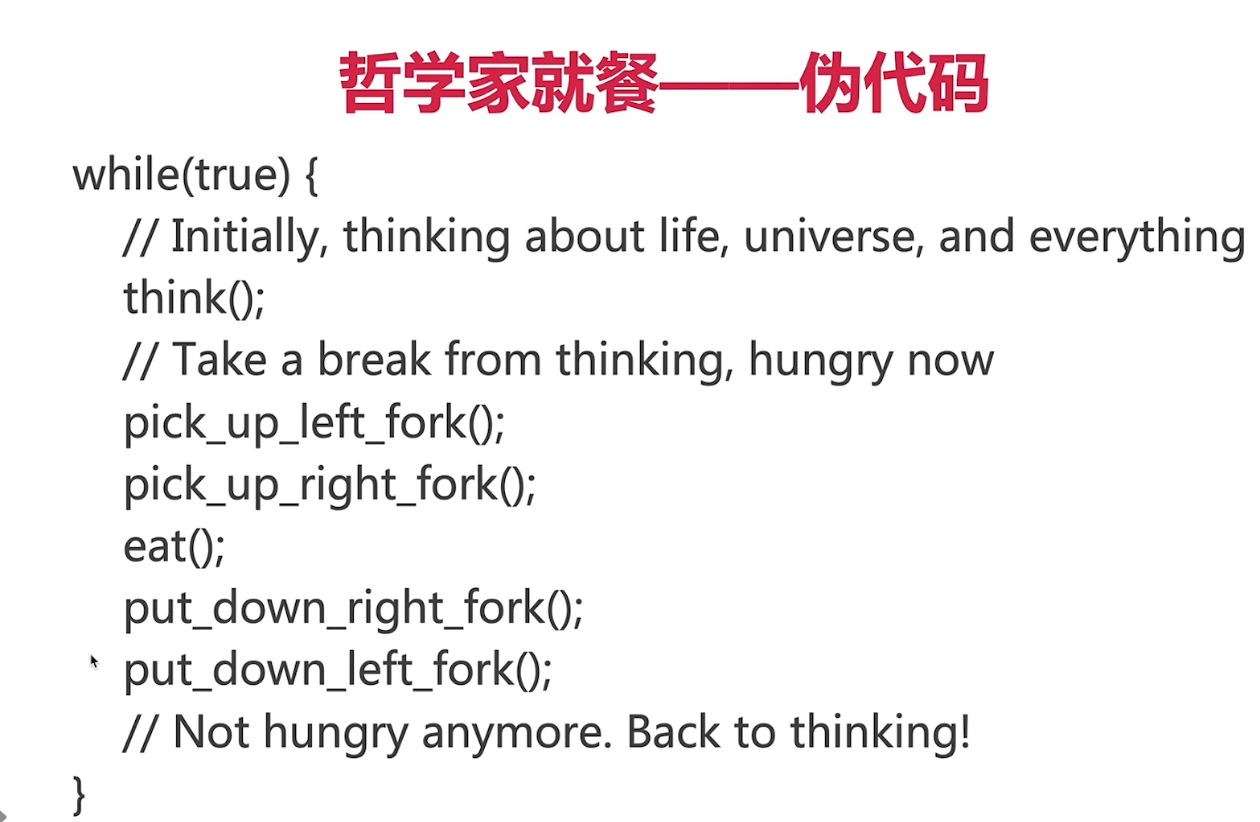 哲学家就餐——伪代码
while(true) {
// Initially, thinking about life, universe, and everything
think();
// Take a break from thinking, hungry now
pick_up_left_fork();
pick_up_right_fork();
eat();
put_down_right_fork();
put_down_left_fork();
// Not hungry anymore. Back to thinking!
}